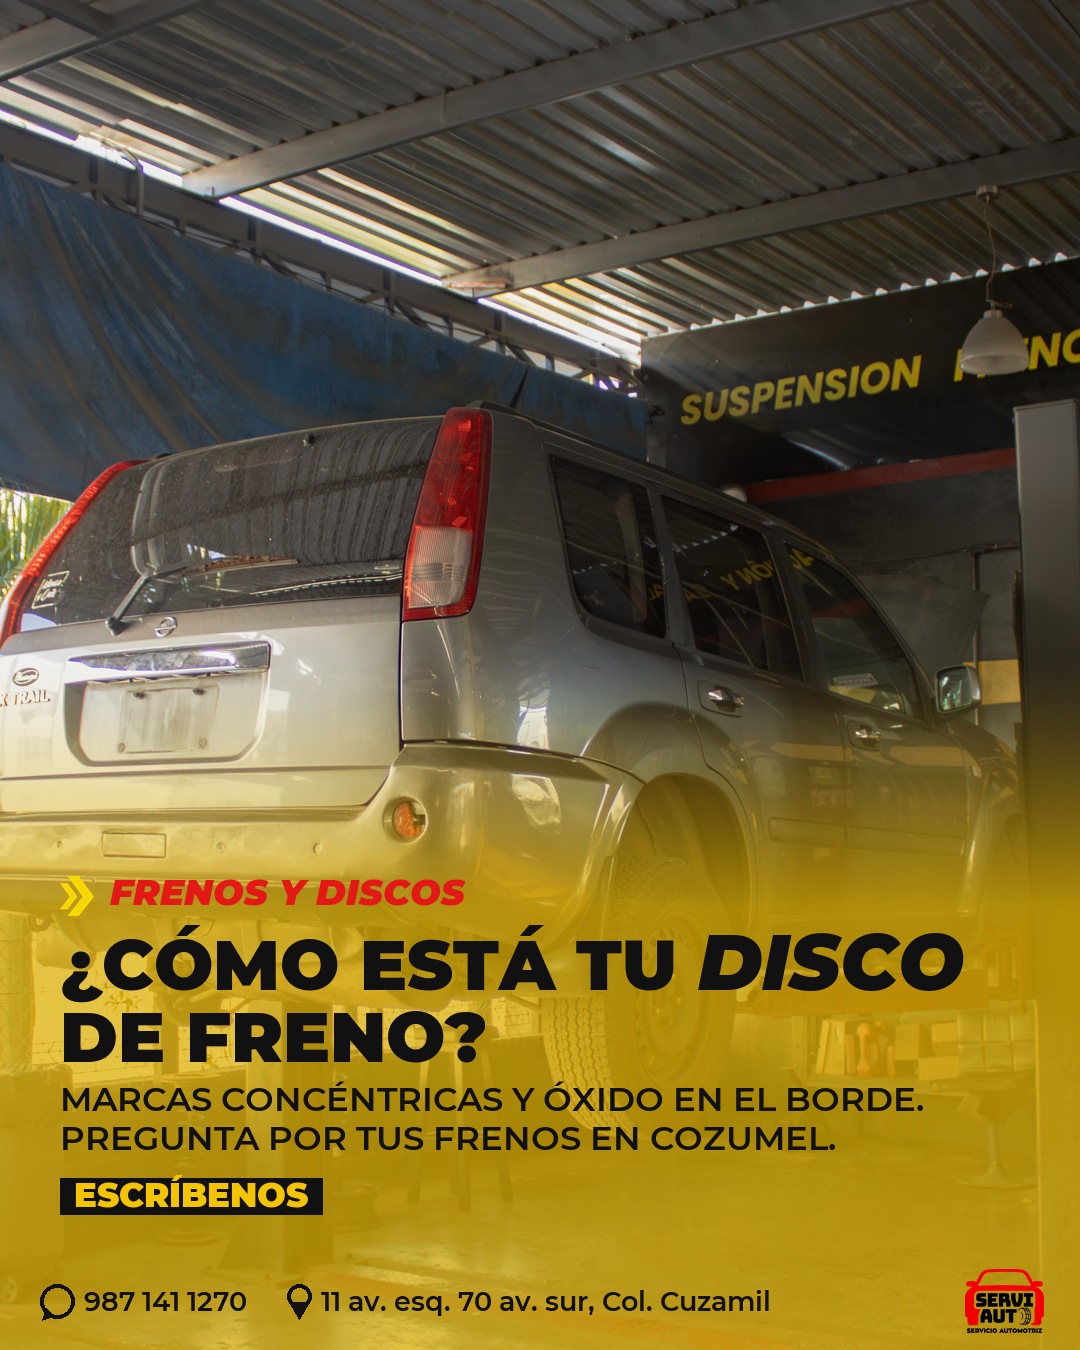 SUSPENSION
X-TRAIL
FRENOS Y DISCOS
¿CÓMO ESTÁ TU DISCO
DE FRENO?
MARCAS CONCÉNTRICAS Y ÓXIDO EN EL BORDE.
PREGUNTA POR TUS FRENOS EN COZUMEL.
ESCRÍBENOS
987 141 1270
11 av. esq. 70 av. sur, Col. Cuzamil
SERVI
AUTO
SERVICIO AUTOMOTRIZ